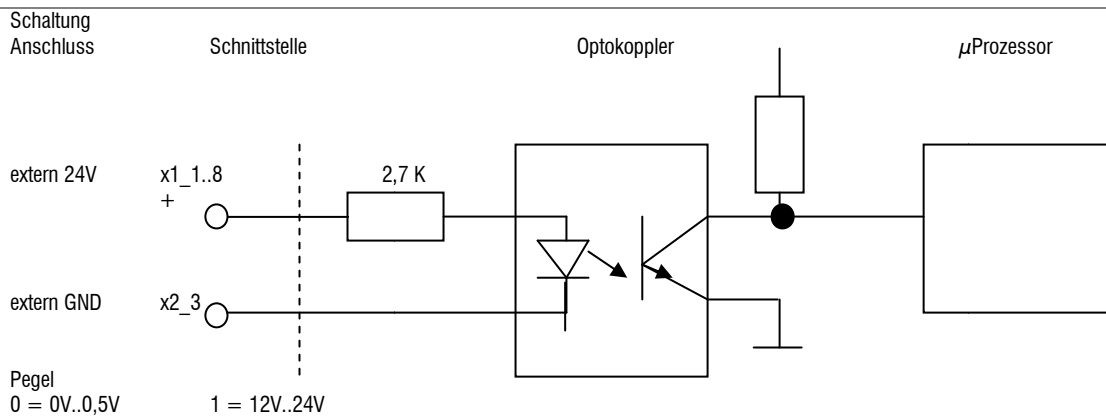 Schaltung
Anschluss Schnittstelle Optokoppler µProzessor
extern 24V x1_1..8 2,7 K
+
extern GND x2_3
Pegel
0 = 0V..0,5V 1 = 12V..24V